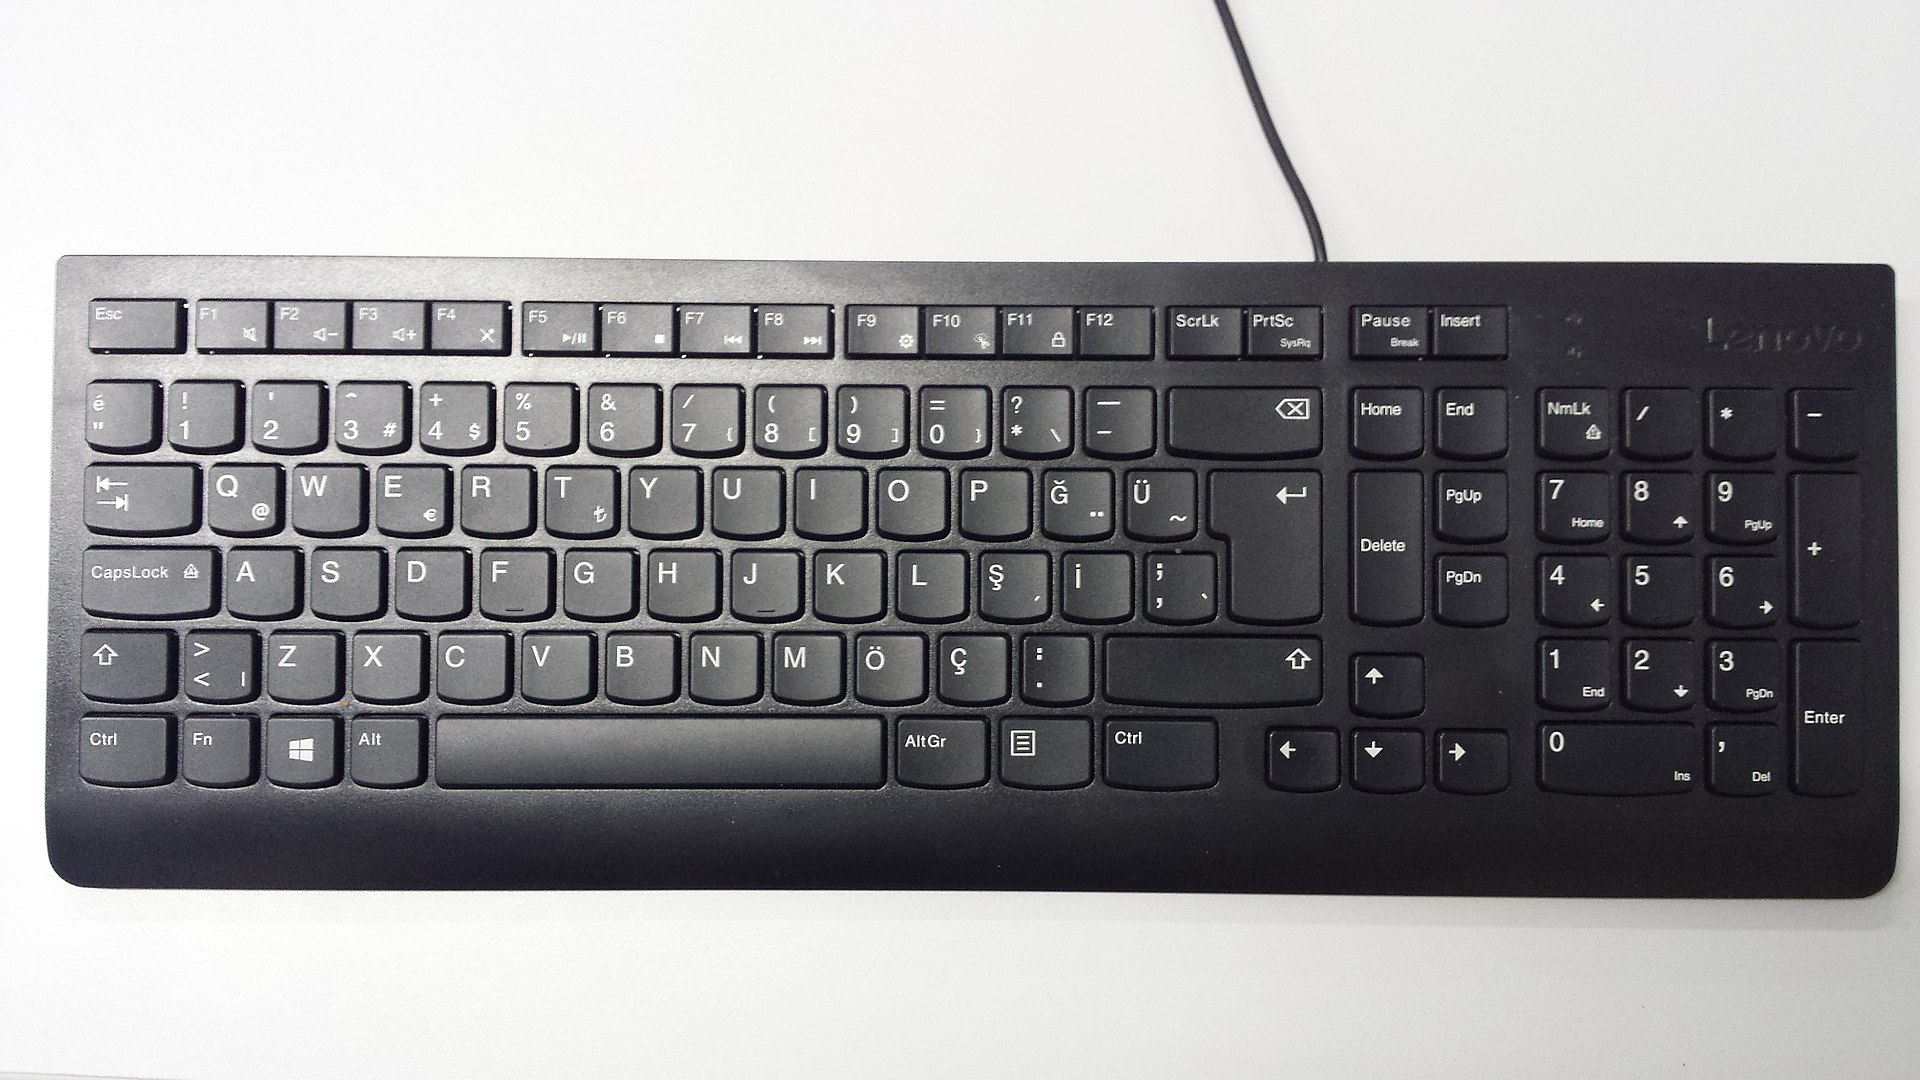 Esc F1 F2 F3 F4 F5 F6 F7 F8 F9 F10 F11 F12 ScrLk PrtSc SysRq Pause Break Insert
Lenovo
é " ! 1 ' 2 ^ 3 # + 4 $ % 5 & 6 / 7 { ( 8 [ ) 9 ] = 0 } ? * \ _ - Home End NmLk / * -
Q @ W E € R T ₺ Y U I O P Ğ ¨ Ü ~ Delete PgUp 7 Home 8 9 PgUp +
CapsLock A S D F G H J K L Ş ´ İ ; , ` PgDn 4 5 6
> < | Z X C V B N M Ö Ç : . 1 End 2 3 PgDn Enter
Ctrl Fn Alt AltGr Ctrl 0 Ins , Del